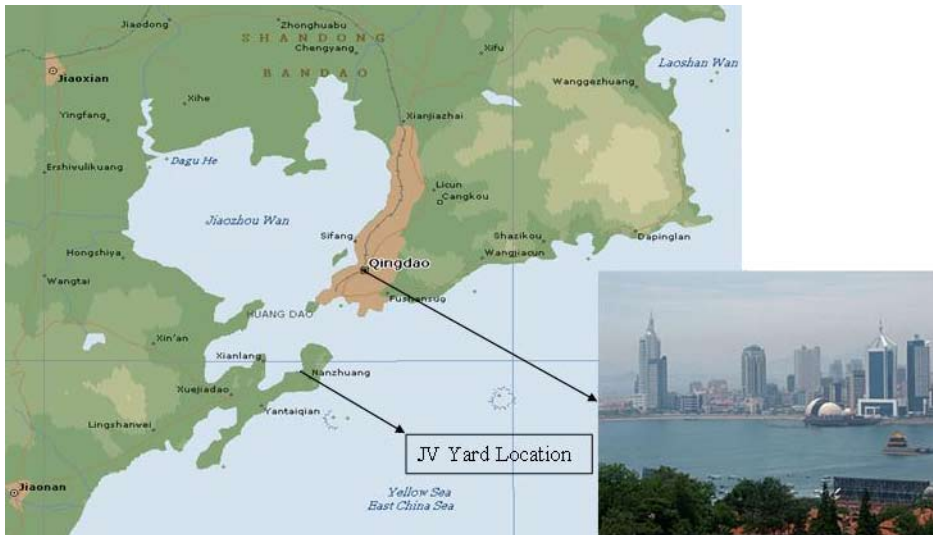 Jiaodong
Zhonghuabu
SHANDONG
Chengyang
Xifu
Laoshan Wan
BANDAO
Jiaoxian
Wanggezhuang
Xihe
Yingfang
Xianjiazhai
Dagu He
Ershivulikuang
Licun
Cangkou
Jiaozhou Wan
Sifang
Shazikou
Dapinglan
Hongshiya
Wangjiacun
Qingdao
Wangtai
Fushansuo
HUANG DAO
Xin'an
Xianlang
Nanzhuang
Xuejiadao
Yantaiqian
Lingshanwei
JV Yard Location
Jiaonan
Yellow Sea
East China Sea